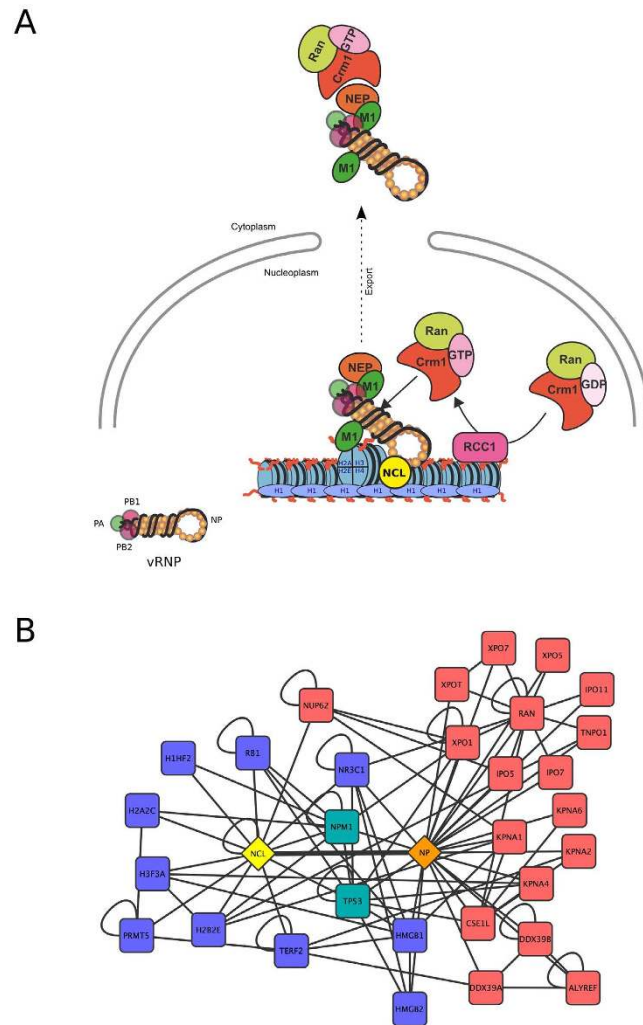 A
Ran
GTP
Crm1
NEP
M1
M1
Cytoplasm
Nucleoplasm
Export
Ran
Crm1
GTP
Ran
Crm1
GDP
NEP
M1
M1
RCC1
H2A H3
H2B H4
NCL
H1 H1 H1 H1 H1 H1
PB1
PA
NP
PB2
vRNP
B
XPO7
XPO5
XPOT
IPO11
NUP62
RAN
TNPO1
RB1
XPO1
H1HF2
NR3C1
IPO5
IPO7
H2A2C
KPNA6
NPM1
KPNA1
NCL
NP
KPNA2
H3F3A
KPNA4
TP53
CSE1L
PRMT5
H2B2E
HMGB1
DDX39B
TERF2
DDX39A
ALYREF
HMGB2